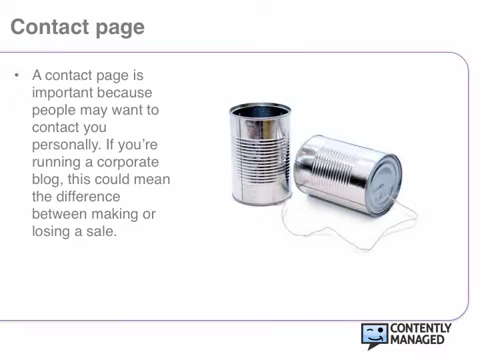 Contact page
• A contact page is
important because
people may want to
contact you
personally. If you're
running a corporate
blog, this could mean
the difference
between making or
losing a sale.
CONTENTLY
MANAGED